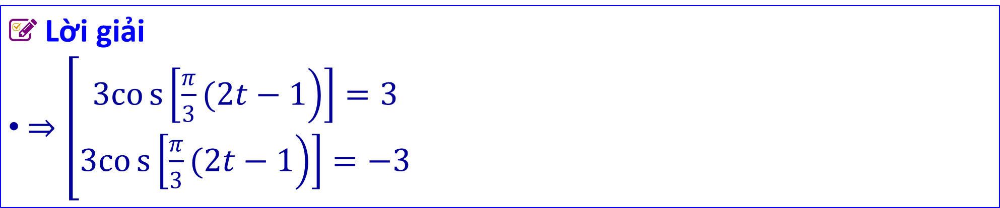 Lời giải
• ⇒ [ 3cos[π/3 (2t − 1)] = 3
3cos[π/3 (2t − 1)] = −3